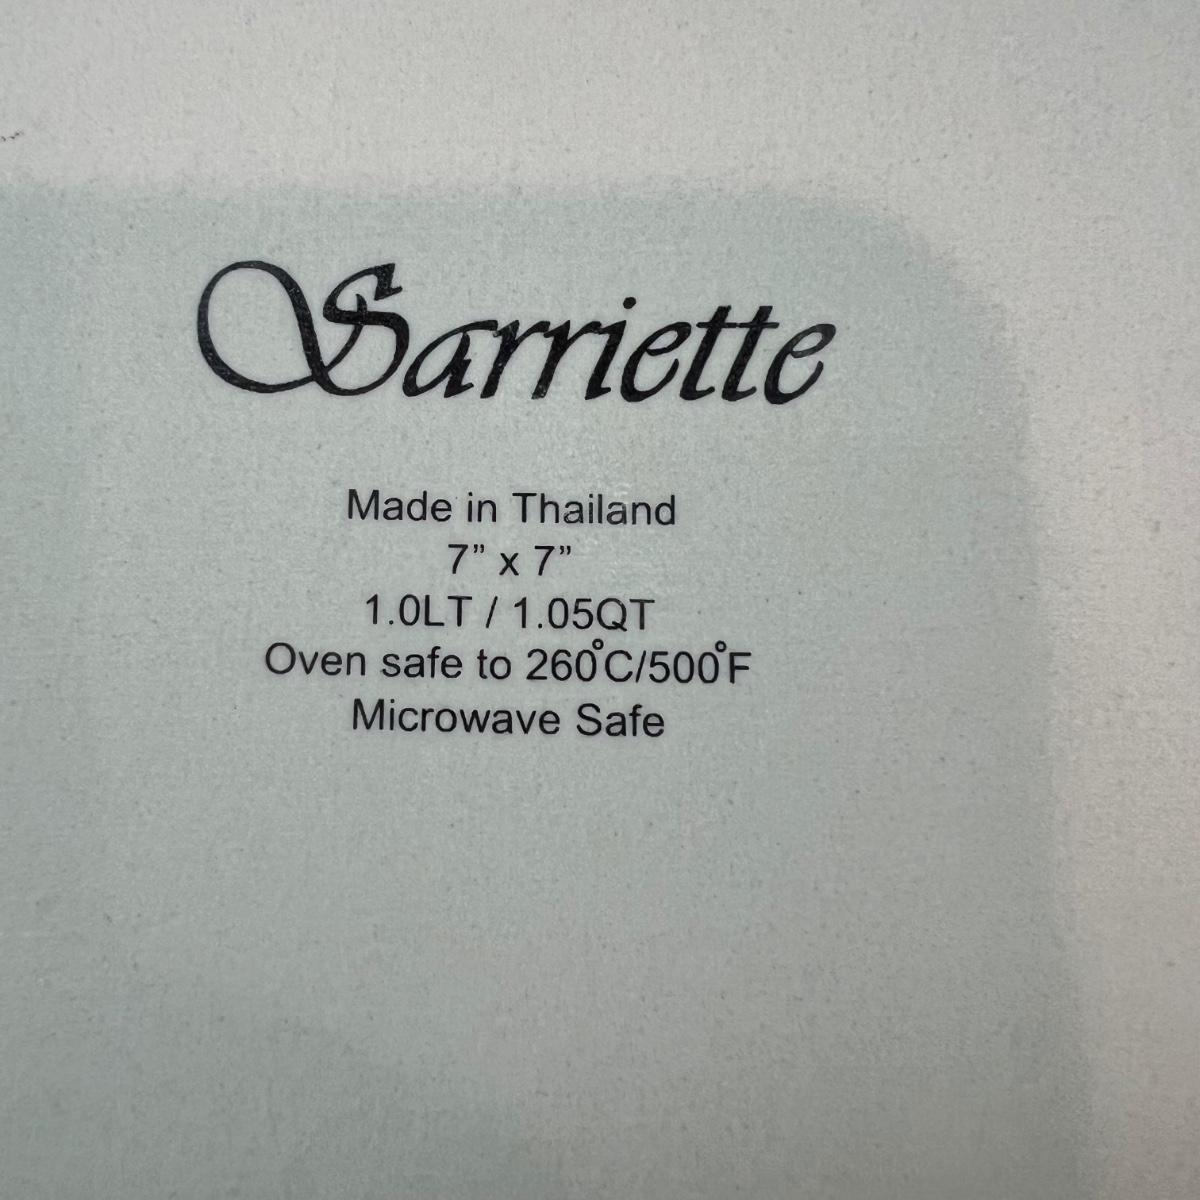 Sarriette
Made in Thailand
7” x 7”
1.0LT / 1.05QT
Oven safe to 260°C/500°F
Microwave Safe